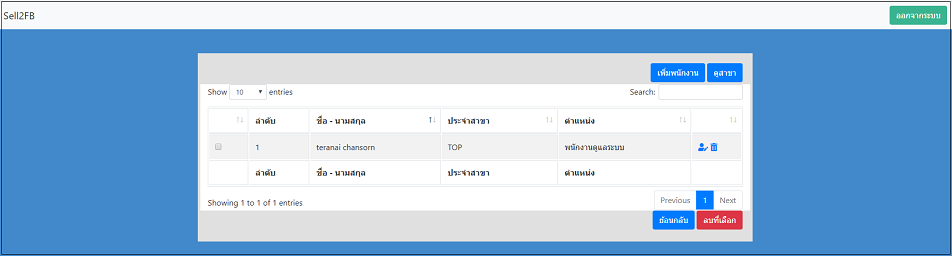 Sell2FB ออกจากระบบ
เพิ่มพนักงาน ดูสาขา
Show 10 entries Search:
ลำดับ ชื่อ - นามสกุล ประจำสาขา ตำแหน่ง
1 teranai chansorn TOP พนักงานดูแลระบบ
ลำดับ ชื่อ - นามสกุล ประจำสาขา ตำแหน่ง
Showing 1 to 1 of 1 entries Previous 1 Next
ย้อนกลับ ลบที่เลือก